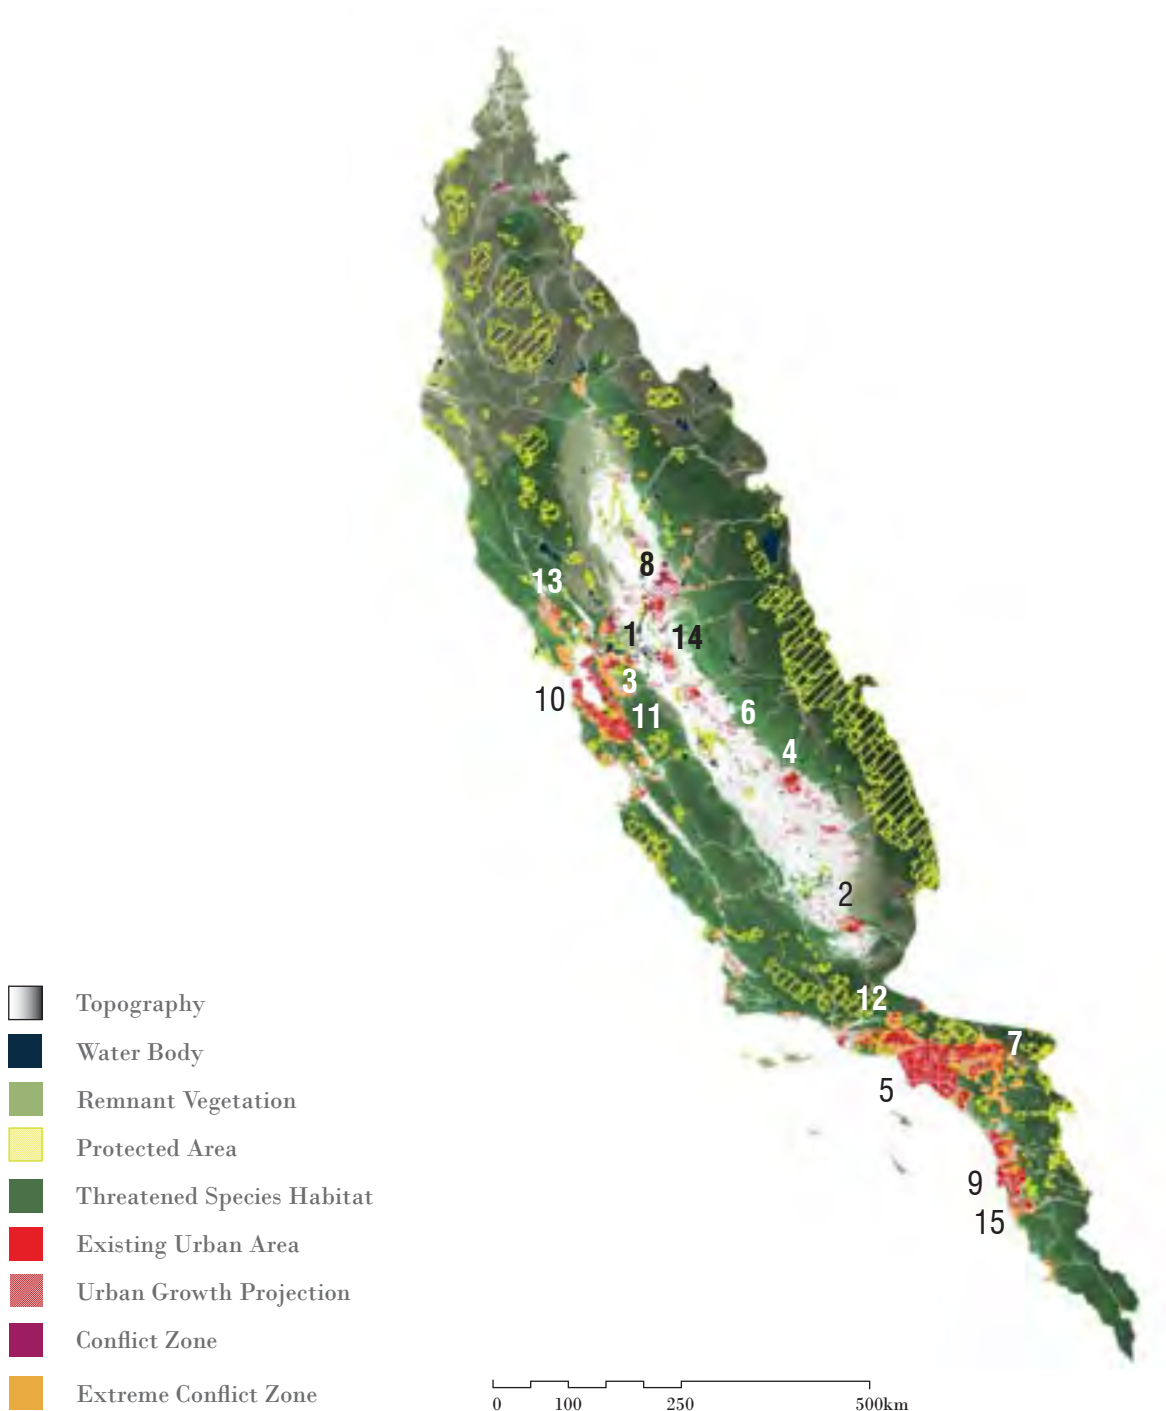 8
13
1
14
3
10
11
6
4
2
12
7
5
9
15
Topography
Water Body
Remnant Vegetation
Protected Area
Threatened Species Habitat
Existing Urban Area
Urban Growth Projection
Conflict Zone
Extreme Conflict Zone
0 100 250 500km